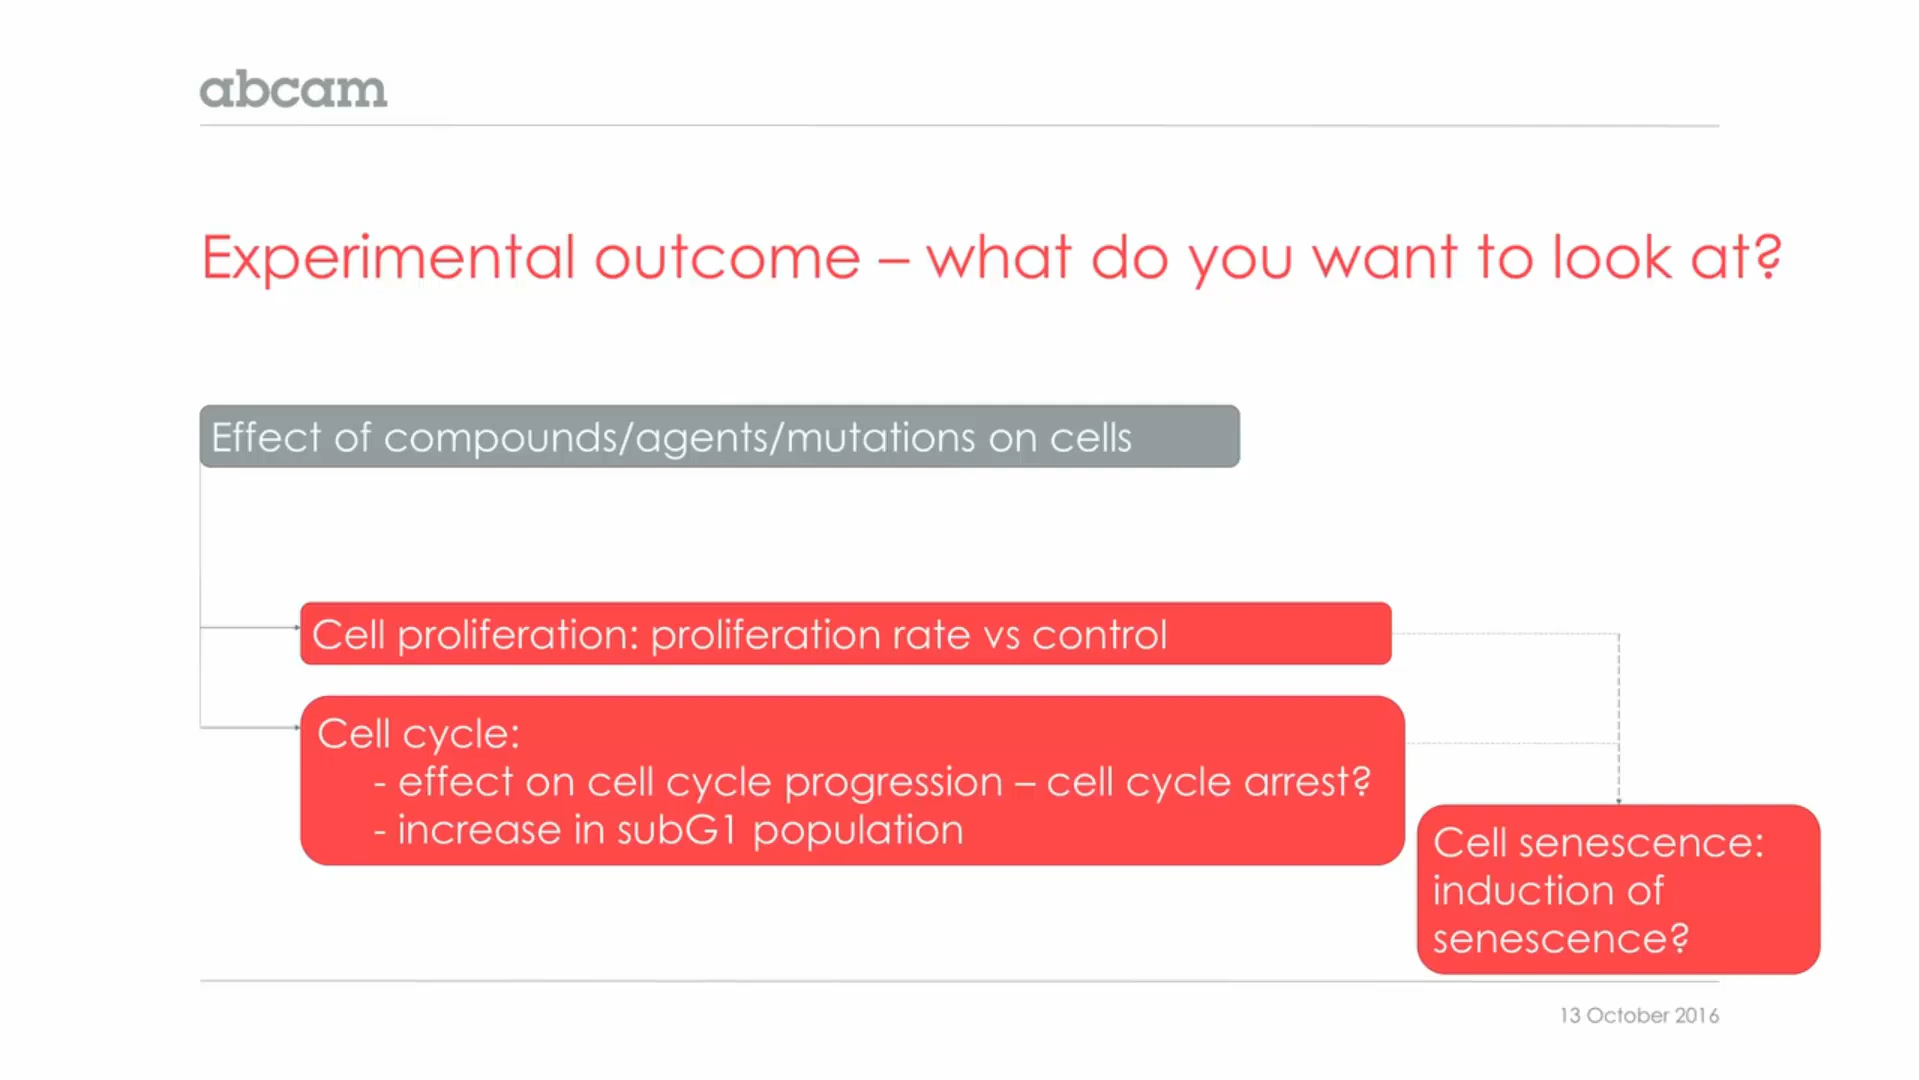 abcam
Experimental outcome – what do you want to look at?
Effect of compounds/agents/mutations on cells
Cell proliferation: proliferation rate vs control
Cell cycle:
- effect on cell cycle progression – cell cycle arrest?
- increase in subG1 population
Cell senescence:
induction of
senescence?
13 October 2016